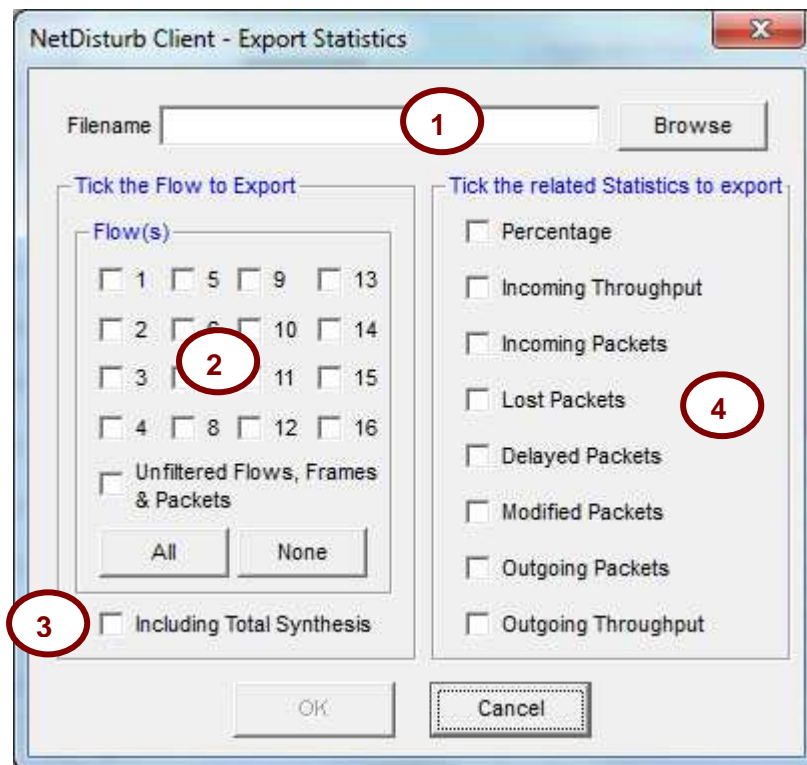 NetDisturb Client - Export Statistics
x
Filename
1
Browse
Tick the Flow to Export
Flow(s)
1 5 9 13
2 10 14
3 11 15
4 8 12 16
2
Unfiltered Flows, Frames
& Packets
All None
3
Including Total Synthesis
Tick the related Statistics to export
Percentage
Incoming Throughput
Incoming Packets
Lost Packets
4
Delayed Packets
Modified Packets
Outgoing Packets
Outgoing Throughput
OK Cancel